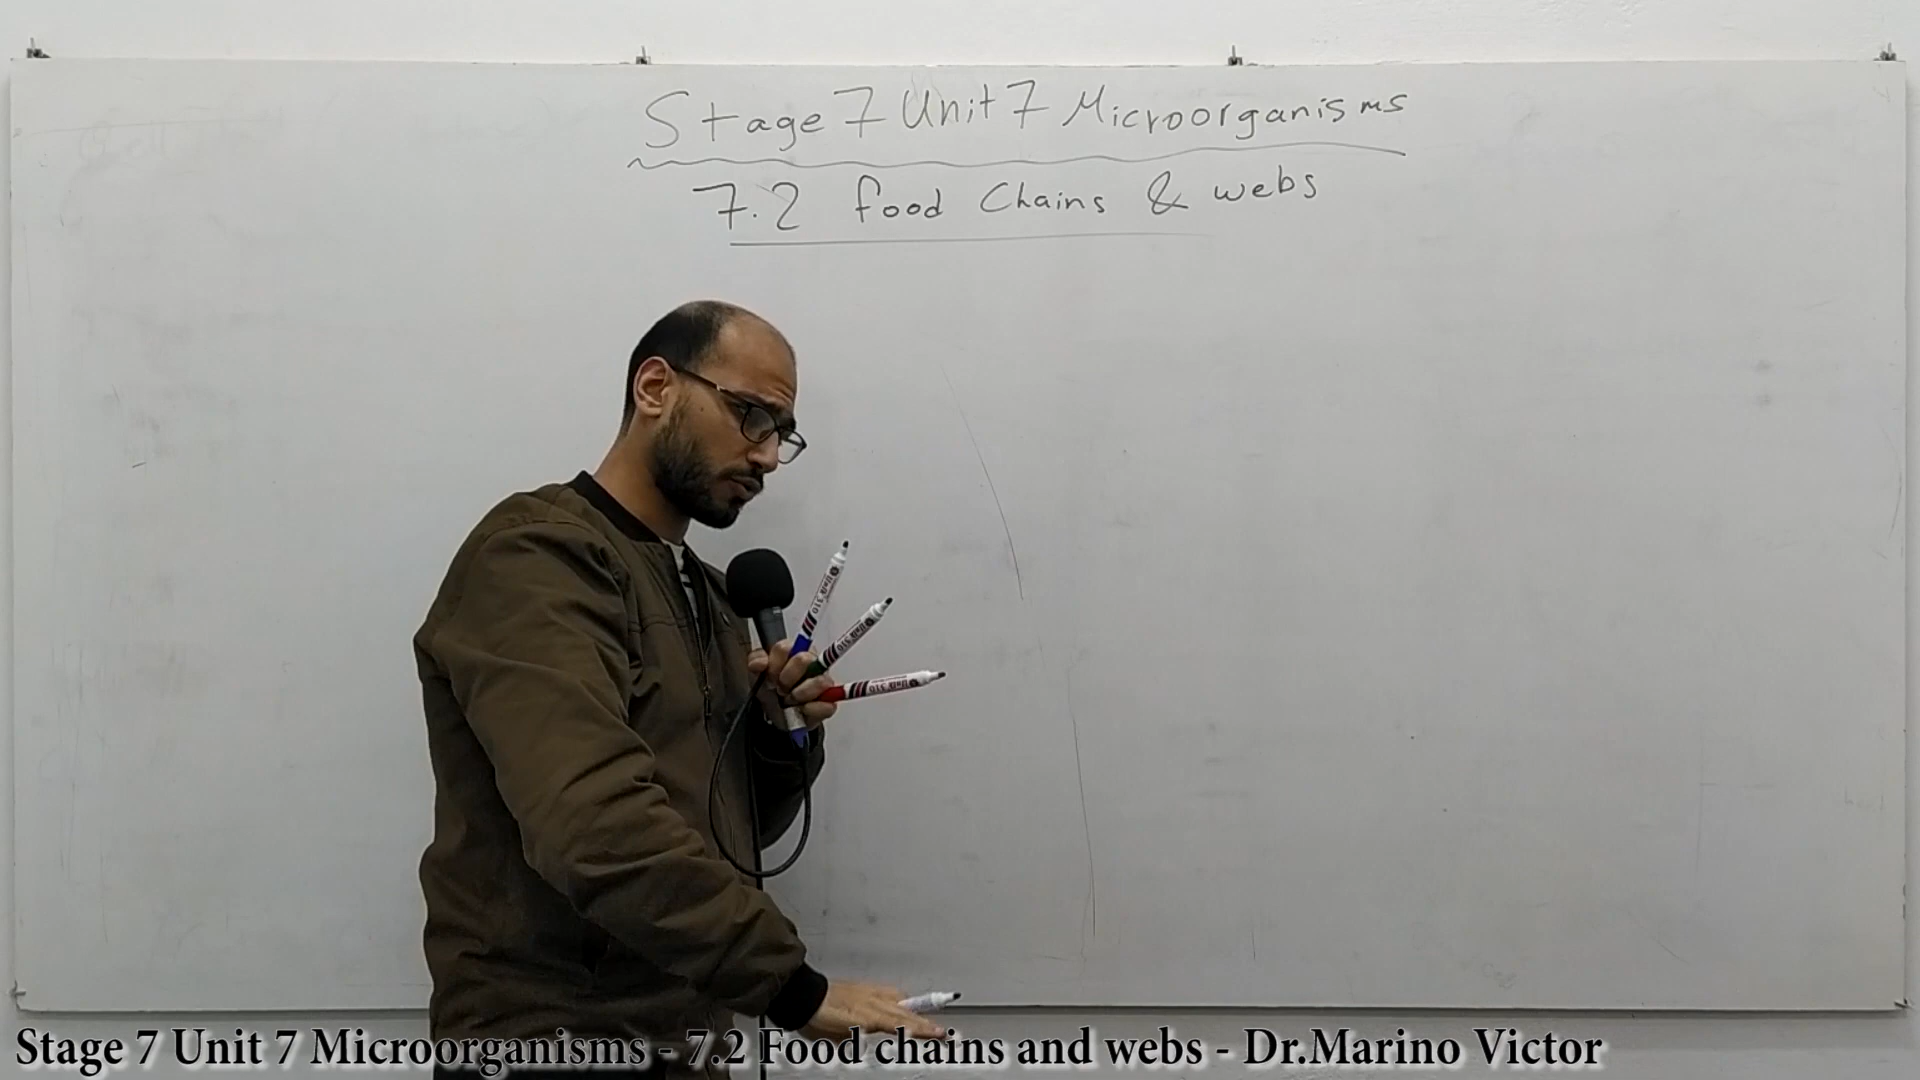 Stage 7 Unit 7 Microorganisms
7.2 food Chains & webs
Stage 7 Unit 7 Microorganisms - 7.2 Food chains and webs - Dr.Marino Victor